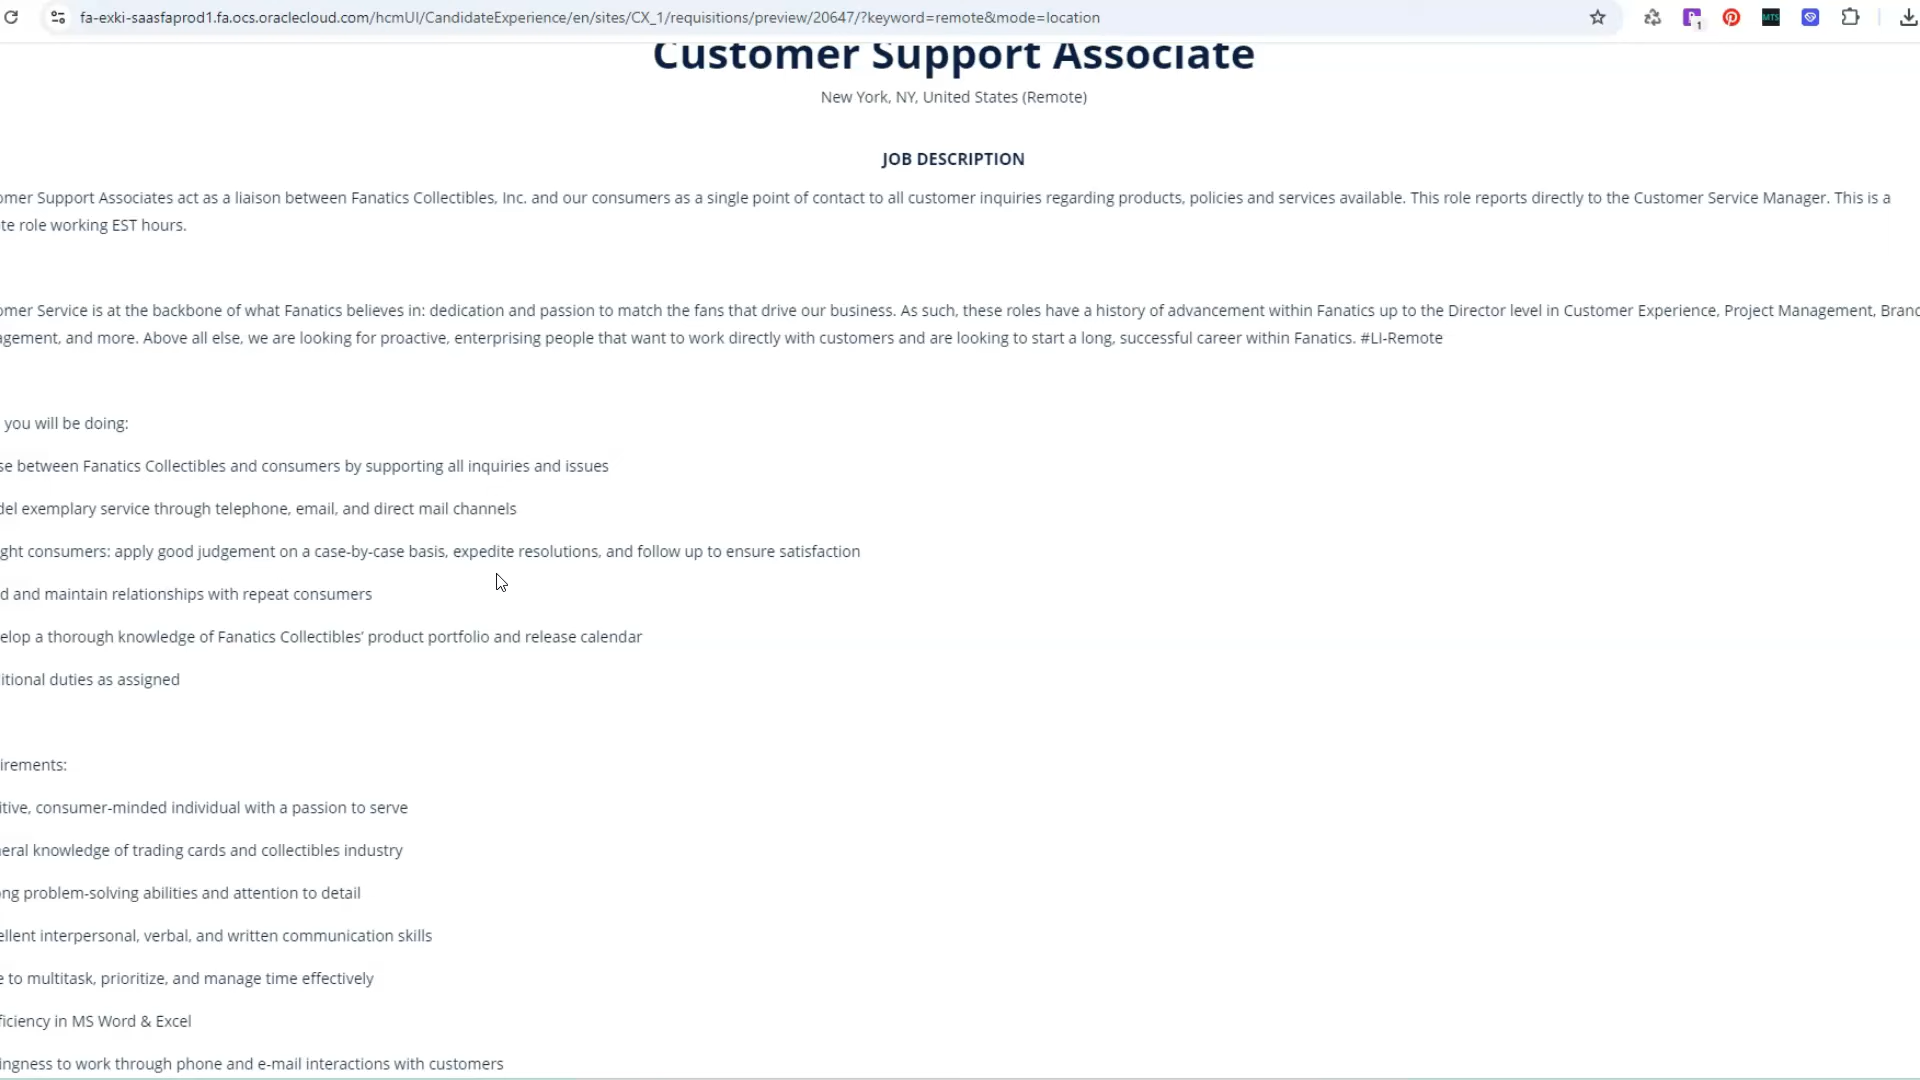 fa-exki-saasfaprod1.fa.ocs.oraclecloud.com/hcmUI/CandidateExperience/en/sites/CX_1/requisitions/preview/20647/?keyword=remote&mode=location
1
MTS
Customer Support Associate
New York, NY, United States (Remote)
JOB DESCRIPTION
omer Support Associates act as a liaison between Fanatics Collectibles, Inc. and our consumers as a single point of contact to all customer inquiries regarding products, policies and services available. This role reports directly to the Customer Service Manager. This is a
te role working EST hours.
omer Service is at the backbone of what Fanatics believes in: dedication and passion to match the fans that drive our business. As such, these roles have a history of advancement within Fanatics up to the Director level in Customer Experience, Project Management, Brand
agement, and more. Above all else, we are looking for proactive, enterprising people that want to work directly with customers and are looking to start a long, successful career within Fanatics. #LI-Remote
you will be doing:
se between Fanatics Collectibles and consumers by supporting all inquiries and issues
del exemplary service through telephone, email, and direct mail channels
ght consumers: apply good judgement on a case-by-case basis, expedite resolutions, and follow up to ensure satisfaction
d and maintain relationships with repeat consumers
elop a thorough knowledge of Fanatics Collectibles’ product portfolio and release calendar
itional duties as assigned
irements:
itive, consumer-minded individual with a passion to serve
neral knowledge of trading cards and collectibles industry
ong problem-solving abilities and attention to detail
ellent interpersonal, verbal, and written communication skills
e to multitask, prioritize, and manage time effectively
ficiency in MS Word & Excel
ingness to work through phone and e-mail interactions with customers